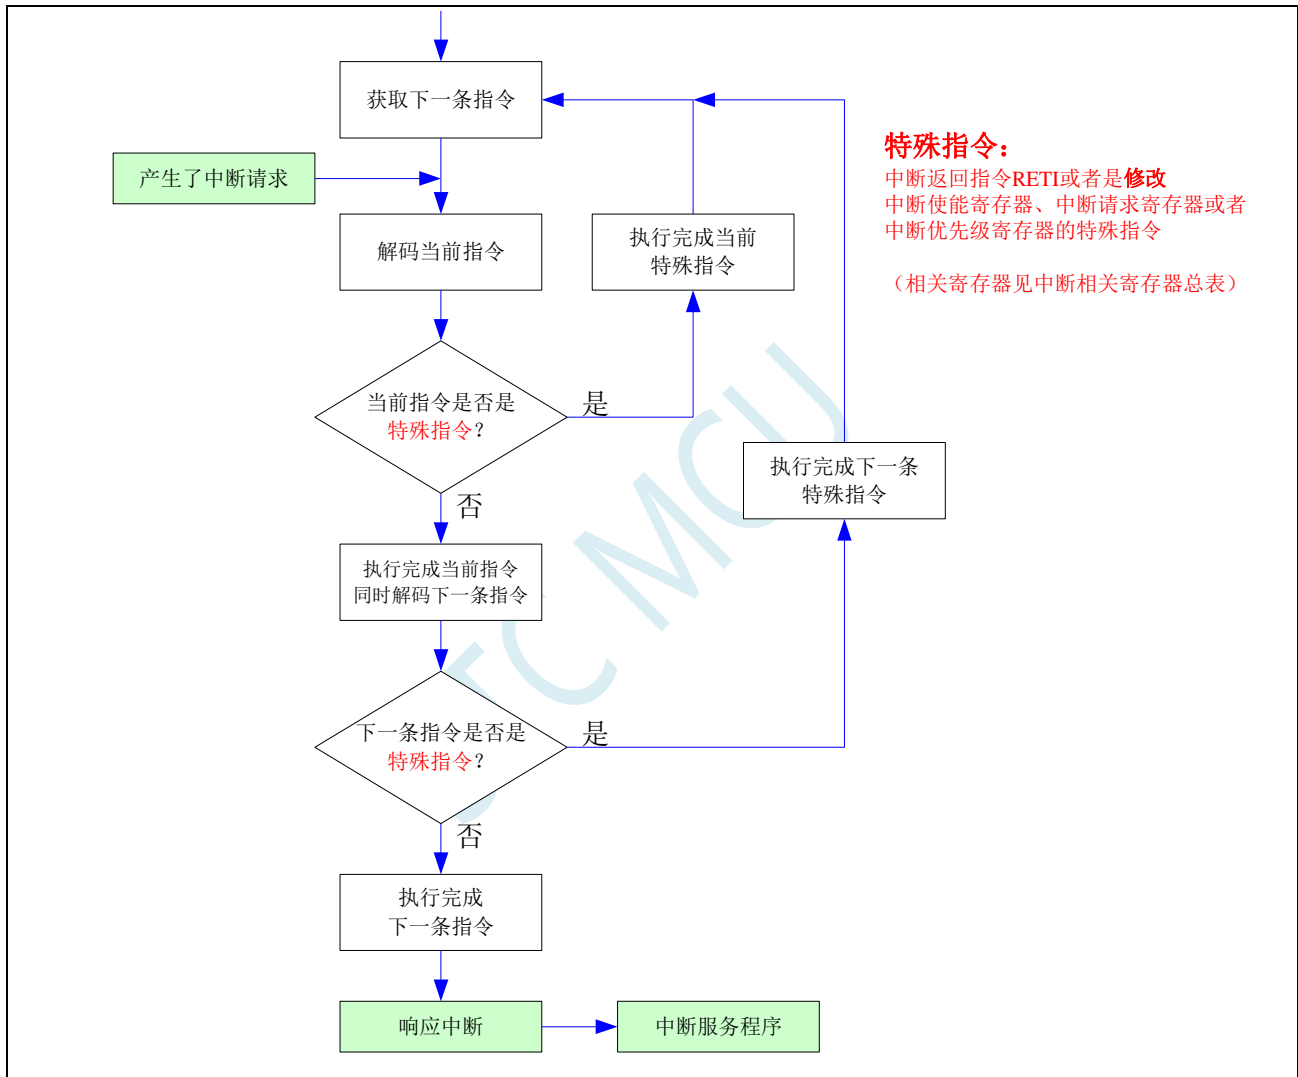 获取下一条指令
产生了中断请求
特殊指令：
中断返回指令RETI或者是修改
中断使能寄存器、中断请求寄存器或者
中断优先级寄存器的特殊指令
（相关寄存器见中断相关寄存器总表）
解码当前指令
执行完成当前
特殊指令
当前指令是否是
特殊指令？
是
否
执行完成下一条
特殊指令
执行完成当前指令
同时解码下一条指令
下一条指令是否是
特殊指令？
是
否
执行完成
下一条指令
响应中断
中断服务程序
STC MCU